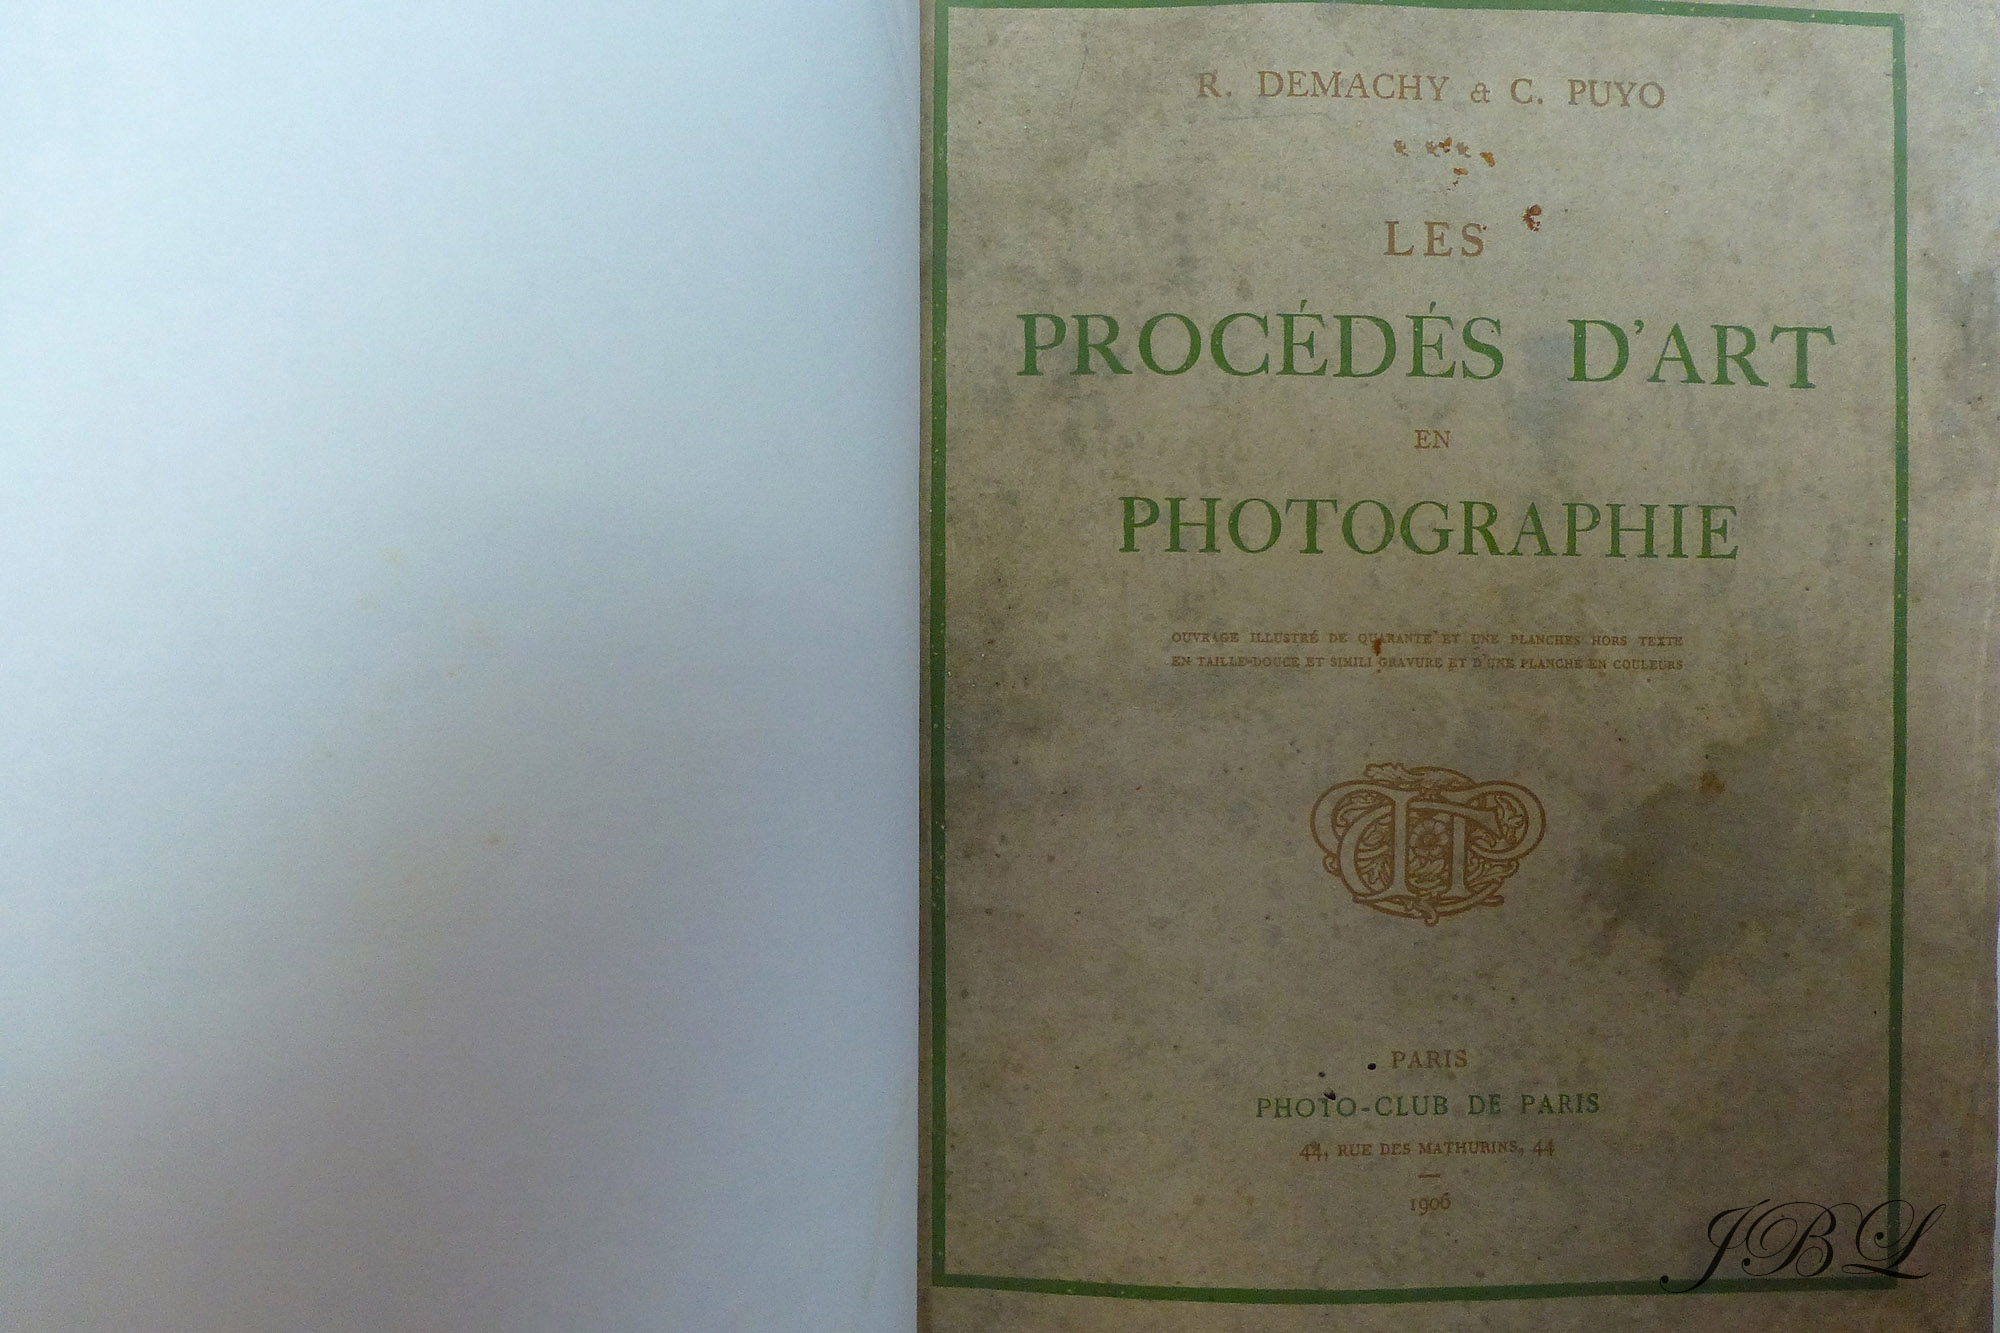 R. DEMACHY & C. PUYO
LES
PROCÉDÉS D'ART
EN
PHOTOGRAPHIE
OUVRAGE ILLUSTRÉ DE QUARANTE ET UNE PLANCHES HORS TEXTE
EN TAILLE-DOUCE ET SIMILI GRAVURE ET D'UNE PLANCHE EN COULEURS
PARIS
PHOTO-CLUB DE PARIS
44, RUE DES MATHURINS, 44
1906
JBL